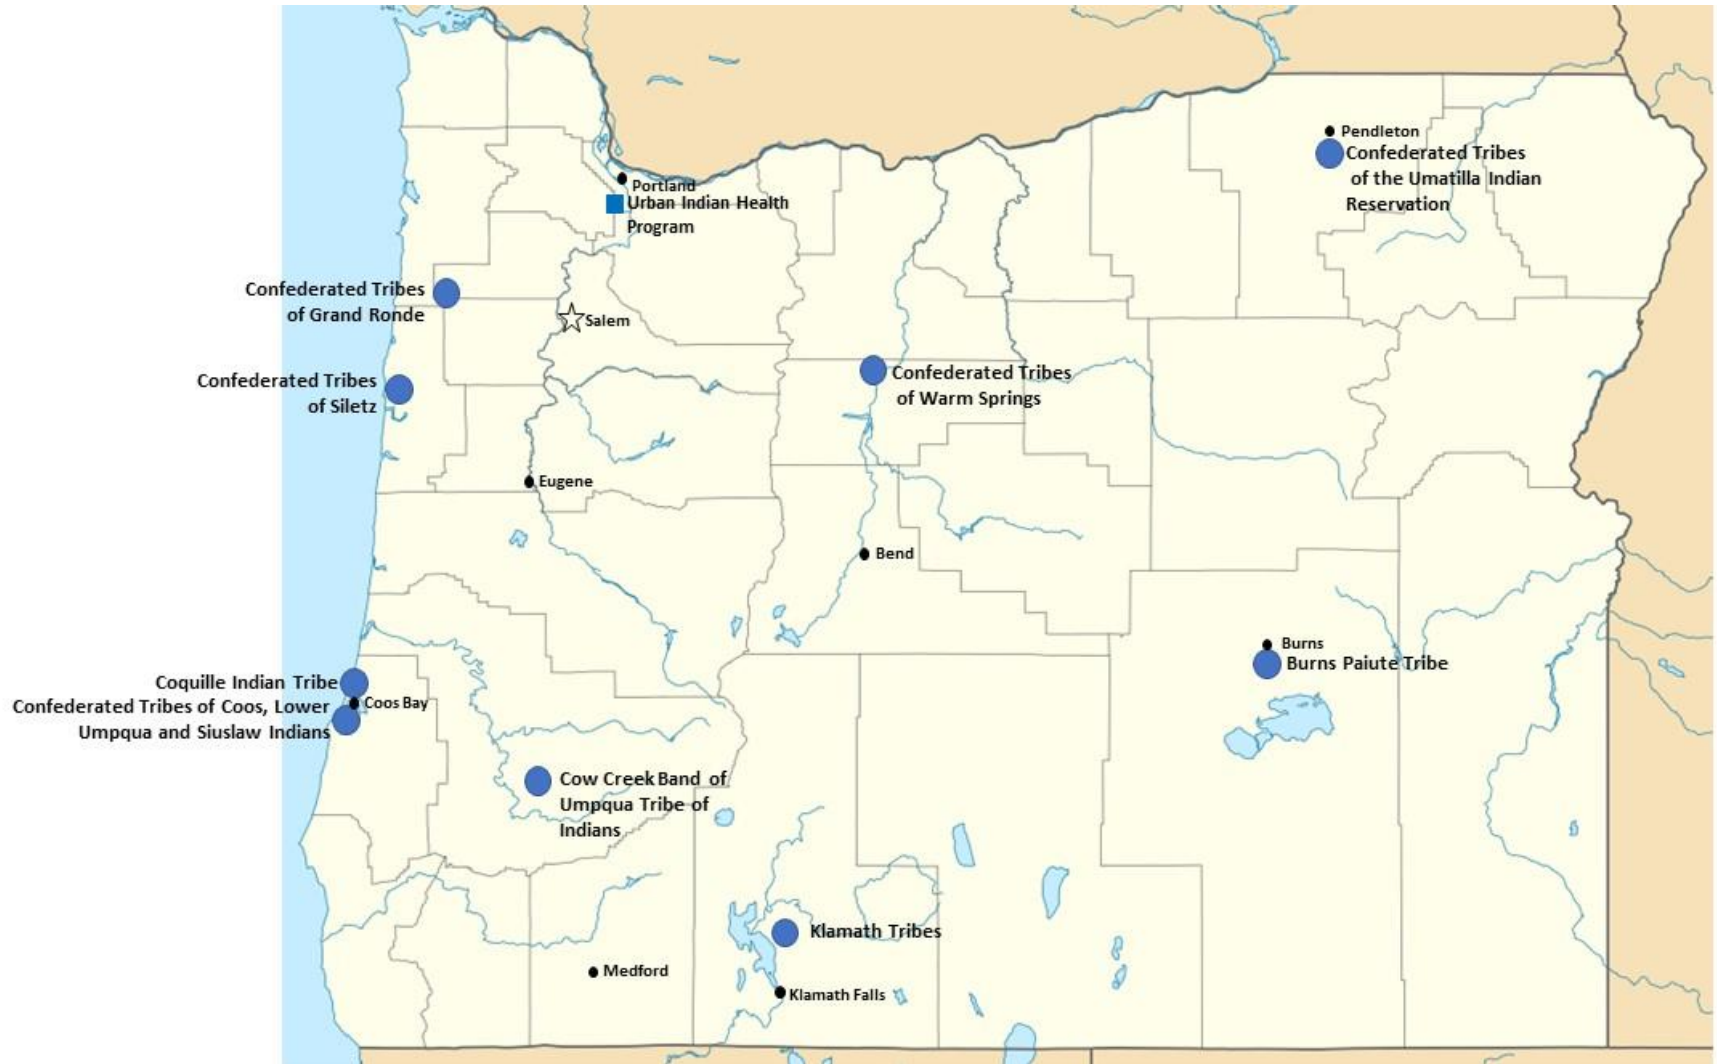 Pendleton
Confederated Tribes
of the Umatilla Indian
Reservation
Portland
Urban Indian Health
Program
Confederated Tribes
of Grand Ronde
Salem
Confederated Tribes
of Siletz
Confederated Tribes
of Warm Springs
Eugene
Bend
Burns
Burns Paiute Tribe
Coquille Indian Tribe
Coos Bay
Confederated Tribes of Coos, Lower
Umpqua and Siuslaw Indians
Cow Creek Band of
Umpqua Tribe of
Indians
Klamath Tribes
Medford
Klamath Falls